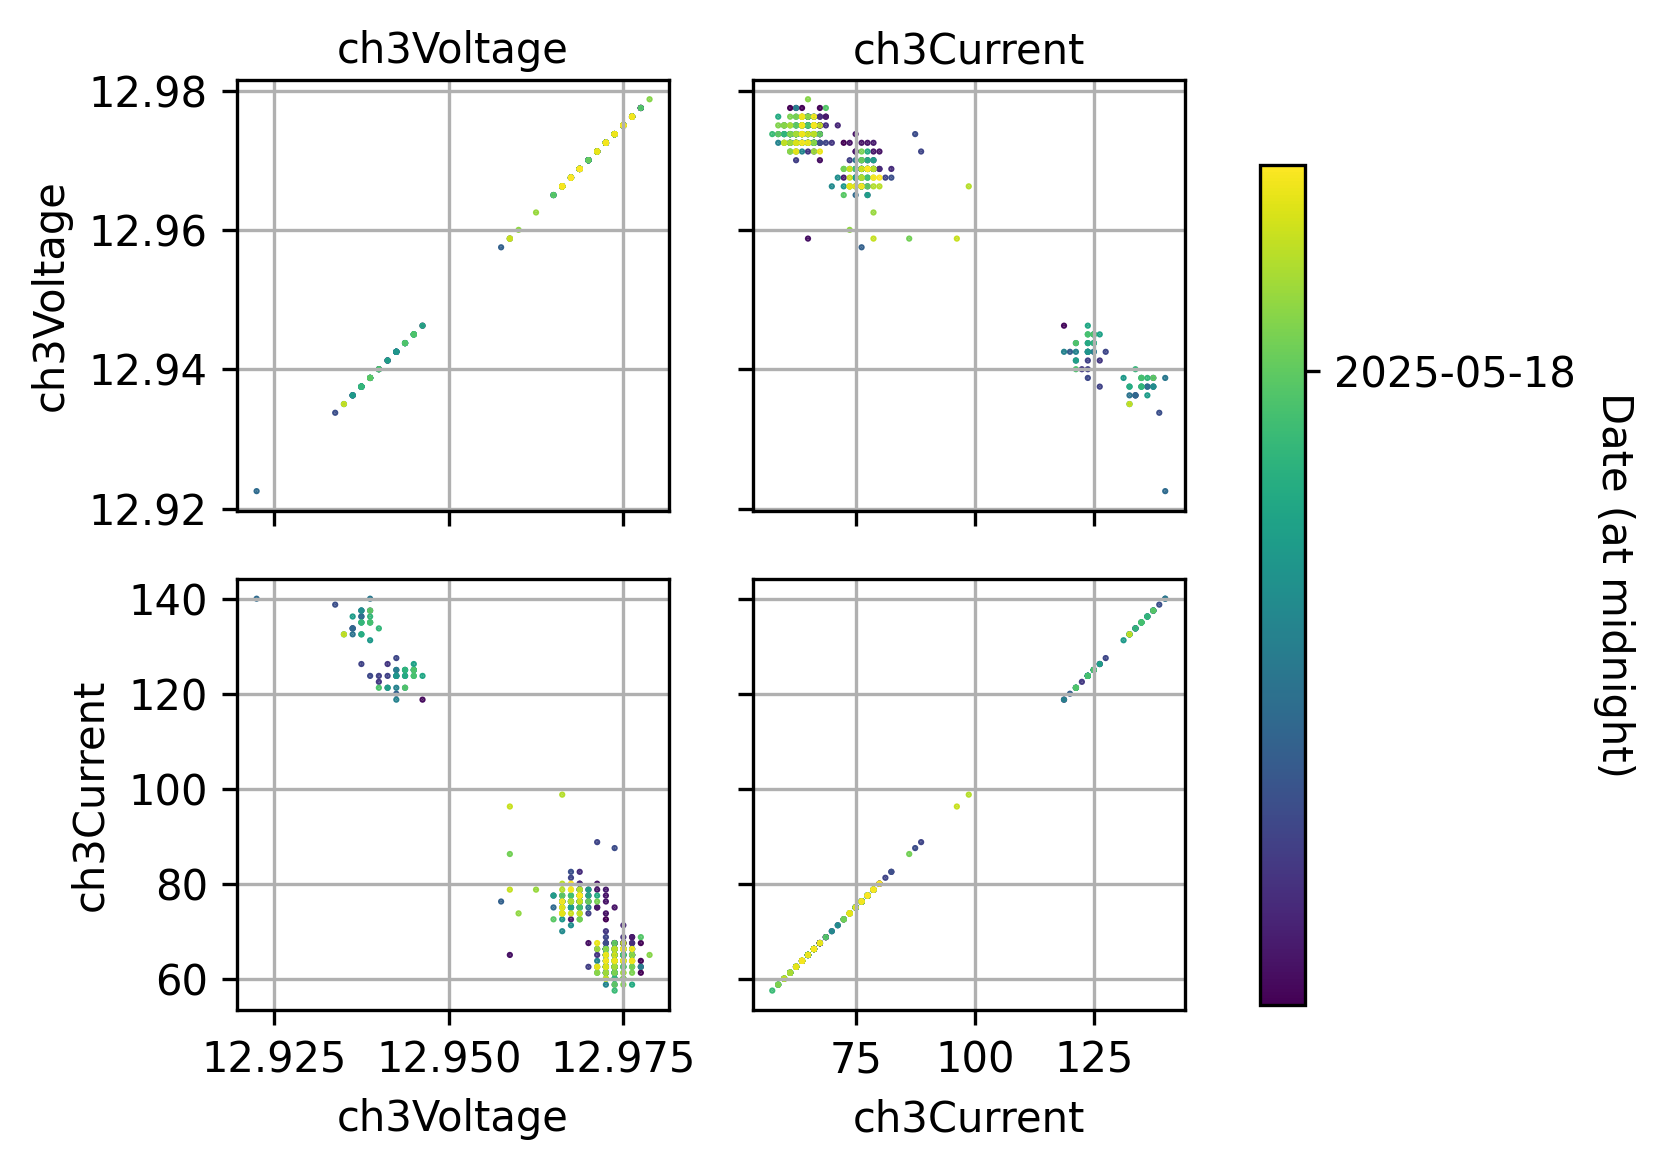 ch3Voltage
ch3Current
12.98
12.96
12.94
12.92
ch3Voltage
2025-05-18
Date (at midnight)
140
120
100
80
60
ch3Current
12.925
12.950
12.975
75
100
125
ch3Voltage
ch3Current